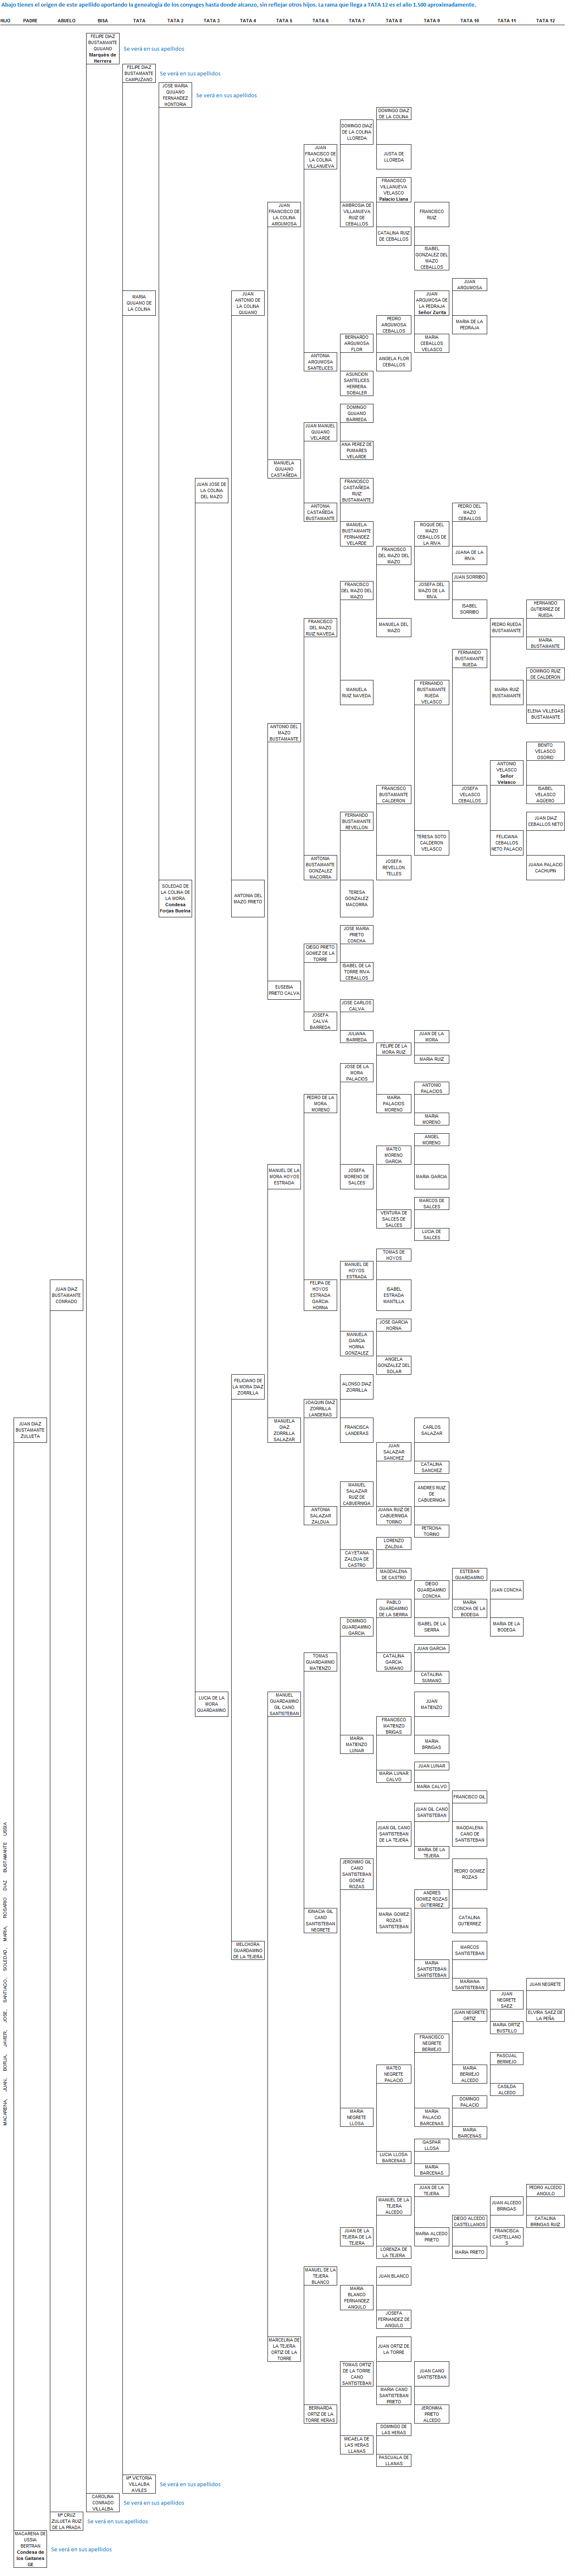 Abajo tienes el origen de este apellido aportando la genealogía de los conyuges hasta donde alcanzo, sin reflejar otros hijos. La rama que llega a TATA 12 es el año 1.500 aproximadamente.
HIJO PADRE ABUELO BISA TATA TATA 2 TATA 3 TATA 4 TATA 5 TATA 6 TATA 7 TATA 8 TATA 9 TATA 10 TATA 11 TATA 12
FELIPE DIAZ
BUSTAMANTE
QUIJANO
Marqués de
Herrera
Se verá en sus apellidos
FELIPE DIAZ
BUSTAMANTE
CAMPUZANO
Se verá en sus apellidos
JOSE MARIA
QUIJANO
FERNANDEZ
HONTORIA
Se verá en sus apellidos
DOMINGO DIAZ
DE LA COLINA
DOMINGO DIAZ
DE LA COLINA
LLOREDA
JUAN
FRANCISCO DE
LA COLINA
VILLANUEVA
JUSTA DE
LLOREDA
FRANCISCO
VILLANUEVA
VELASCO
Palacio Llana
JUAN
FRANCISCO DE
LA COLINA
ARGUMOSA
AMBROSIA DE
VILLANUEVA
RUIZ DE
CEBALLOS
FRANCISCO
RUIZ
CATALINA RUIZ
DE CEBALLOS
ISABEL
GONZALEZ DEL
MAZO
CEBALLOS
JUAN
ARGUMOSA
MARIA
QUIJANO DE
LA COLINA
JUAN
ANTONIO DE
LA COLINA
QUIJANO
JUAN
ARGUMOSA DE
LA PEDRAJA
Señor Zurita
PEDRO
ARGUMOSA
CEBALLOS
MARIA DE LA
PEDRAJA
BERNARDO
ARGUMOSA
FLOR
MARIA
CEBALLOS
VELASCO
ANTONIA
ARGUMOSA
SANTELICES
ANGELA FLOR
CEBALLOS
ASUNCION
SANTELICES
HERRERA
SOBALER
DOMINGO
QUIJANO
BARREDA
JUAN MANUEL
QUIJANO
VELARDE
ANA PEREZ DE
PUMARES
VELARDE
MANUELA
QUIJANO
CASTAÑEDA
JUAN JOSE DE
LA COLINA
DEL MAZO
FRANCISCO
CASTAÑEDA
RUIZ
BUSTAMANTE
ANTONIA
CASTAÑEDA
BUSTAMANTE
PEDRO DEL
MAZO
CEBALLOS
MANUELA
BUSTAMANTE
FERNANDEZ
VELARDE
ROQUE DEL
MAZO
CEBALLOS DE
LA RIVA
FRANCISCO
DEL MAZO DEL
MAZO
JUANA DE LA
RIVA
JUAN SORRIBO
FRANCISCO
DEL MAZO DEL
MAZO
JOSEFA DEL
MAZO DE LA
RIVA
ISABEL
SORRIBO
HERNANDO
GUTIERREZ DE
RUEDA
FRANCISCO
DEL MAZO
RUIZ NAVEDA
MANUELA DEL
MAZO
PEDRO RUEDA
BUSTAMANTE
MARIA
BUSTAMANTE
FERNANDO
BUSTAMANTE
RUEDA
DOMINGO RUIZ
DE CALDERON
MANUELA
RUIZ NAVEDA
FERNANDO
BUSTAMANTE
RUEDA
VELASCO
MARIA RUIZ
BUSTAMANTE
ELENA VILLEGAS
BUSTAMANTE
ANTONIO DEL
MAZO
BUSTAMANTE
BENITO
VELASCO
OSORIO
ANTONIO
VELASCO
Señor
Velasco
FRANCISCO
BUSTAMANTE
CALDERON
JOSEFA
VELASCO
CEBALLOS
ISABEL
VELASCO
AGÜERO
FERNANDO
BUSTAMANTE
REVELLON
JUAN DIAZ
CEBALLOS NETO
TERESA SOTO
CALDERON
VELASCO
FELICIANA
CEBALLOS
NETO PALACIO
ANTONIA
BUSTAMANTE
GONZALEZ
MACORRA
JOSEFA
REVELLON
TELLES
JUANA PALACIO
CACHUPIN
SOLEDAD DE
LA COLINA DE
LA MORA
Condesa
Forjas Buelna
ANTONIA DEL
MAZO PRIETO
TERESA
GONZALEZ
MACORRA
JOSE MARIA
PRIETO
CONCHA
DIEGO PRIETO
GOMEZ DE LA
TORRE
ISABEL DE LA
TORRE RIVA
CEBALLOS
EUSEBIA
PRIETO CALVA
JOSE CARLOS
CALVA
JOSEFA
CALVA
BARREDA
JULIANA
BARREDA
JUAN DE LA
MORA
FELIPE DE LA
MORA RUIZ
MARIA RUIZ
JOSE DE LA
MORA
PALACIOS
ANTONIO
PALACIOS
PEDRO DE LA
MORA
MORENO
MARIA
PALACIOS
MORENO
MARIA
MORENO
ANGEL
MORENO
MATEO
MORENO
GARCIA
MANUEL DE LA
MORA HOYOS
ESTRADA
JOSEFA
MORENO DE
SALCES
MARIA GARCIA
MARCOS DE
SALCES
VENTURA DE
SALCES DE
SALCES
LUCIA DE
SALCES
TOMAS DE
HOYOS
MANUEL DE
HOYOS
ESTRADA
JUAN DIAZ
BUSTAMANTE
CONRADO
FELIPA DE
HOYOS
ESTRADA
GARCIA
HORNA
ISABEL
ESTRADA
MANTILLA
JOSE GARCIA
HORNA
MANUELA
GARCIA
HORNA
GONZALEZ
ANGELA
GONZALEZ DEL
SOLAR
FELICIANO DE
LA MORA DIAZ
ZORRILLA
ALONSO DIAZ
ZORRILLA
JOAQUIN DIAZ
ZORRILLA
LANDERAS
JUAN DIAZ
BUSTAMANTE
ZULUETA
MANUELA
DIAZ
ZORRILLA
SALAZAR
FRANCISCA
LANDERAS
CARLOS
SALAZAR
JUAN
SALAZAR
SANCHEZ
CATALINA
SANCHEZ
MANUEL
SALAZAR
RUIZ DE
CABUERNIGA
ANDRES RUIZ
DE
CABUERNIGA
ANTONIA
SALAZAR
ZALDUA
JUANA RUIZ DE
CABUERNIGA
TORINO
PETRONA
TORINO
LORENZO
ZALDUA
CAYETANA
ZALDUA DE
CASTRO
MAGDALENA
DE CASTRO
ESTEBAN
GUARDAMINO
DIEGO
GUARDAMINO
CONCHA
JUAN CONCHA
PABLO
GUARDAMINO
DE LA SIERRA
MARIA
CONCHA DE LA
BODEGA
DOMINGO
GUARDAMINO
GARCIA
ISABEL DE LA
SIERRA
MARIA DE LA
BODEGA
JUAN GARCIA
TOMAS
GUARDAMINO
MATIENZO
CATALINA
GARCIA
SUMANO
CATALINA
SUMANO
LUCIA DE LA
MORA
GUARDAMINO
MANUEL
GUARDAMINO
GIL CANO
SANTISTEBAN
JUAN
MATIENZO
FRANCISCO
MATIENZO
BRIGAS
MARIA
MATIENZO
LUNAR
MARIA
BRINGAS
JUAN LUNAR
MARIA LUNAR
CALVO
MARIA CALVO
FRANCISCO GIL
JUAN GIL CANO
SANTISTEBAN
JUAN GIL CANO
SANTISTEBAN
DE LA TEJERA
MAGDALENA
CANO DE
SANTISTEBAN
MARIA DE LA
TEJERA
JERONIMO GIL
CANO
SANTISTEBAN
GOMEZ
ROZAS
PEDRO GOMEZ
ROZAS
ANDRES
GOMEZ ROZAS
GUTIERREZ
IGNACIA GIL
CANO
SANTISTEBAN
NEGRETE
MARIA GOMEZ
ROZAS
SANTISTEBAN
CATALINA
GUTIERREZ
MELCHORA
GUARDAMINO
DE LA TEJERA
MARCOS
SANTISTEBAN
MARIA
SANTISTEBAN
SANTISTEBAN
MARIANA
SANTISTEBAN
JUAN NEGRETE
JUAN
NEGRETE
SAEZ
JUAN NEGRETE
ORTIZ
ELVIRA SAEZ DE
LA PEÑA
MARIA ORTIZ
BUSTILLO
FRANCISCO
NEGRETE
BERMEJO
PASCUAL
BERMEJO
MATEO
NEGRETE
PALACIO
MARIA
BERMEJO
ALCEDO
CASILDA
ALCEDO
DOMINGO
PALACIO
MARIA
NEGRETE
LLOSA
MARIA
PALACIO
BARCENAS
MARIA
BARCENAS
GASPAR
LLOSA
LUCIA LLOSA
BARCENAS
MARIA
BARCENAS
JUAN DE LA
TEJERA
PEDRO ALCEDO
ANGULO
MANUEL DE LA
TEJERA
ALCEDO
JUAN ALCEDO
BRINGAS
DIEGO ALCEDO
CASTELLANOS
CATALINA
BRINGAS RUIZ
JUAN DE LA
TEJERA DE LA
TEJERA
MARIA ALCEDO
PRIETO
FRANCISCA
CASTELLANO
S
LORENZA DE
LA TEJERA
MARIA PRIETO
MANUEL DE LA
TEJERA
BLANCO
JUAN BLANCO
MARIA
BLANCO
FERNANDEZ
ANGULO
JOSEFA
FERNANDEZ DE
ANGULO
MARCELINA DE
LA TEJERA
ORTIZ DE LA
TORRE
JUAN ORTIZ DE
LA TORRE
TOMAS ORTIZ
DE LA TORRE
CANO
SANTISTEBAN
JUAN CANO
SANTISTEBAN
MARIA CANO
SANTISTEBAN
PRIETO
BERNARDA
ORTIZ DE LA
TORRE HERAS
JERONIMA
PRIETO
ALCEDO
DOMINGO DE
LAS HERAS
MICAELA DE
LAS HERAS
LLANAS
PASCUALA DE
LLANAS
Mª VICTORIA
VILLALBA
AVILES
Se verá en sus apellidos
CAROLINA
CONRADO
VILLALBA
Se verá en sus apellidos
Mª CRUZ
ZULUETA RUIZ
DE LA PRADA
Se verá en sus apellidos
MACARENA DE
USSIA
BERTRAN
Condesa de
los Gaitanes
GE
Se verá en sus apellidos
MACARENA, JUAN, BORJA, JAVIER, JOSE, SANTIAGO, SOLEDAD, MARIA, ROSARIO DIAZ BUSTAMANTE USSIA